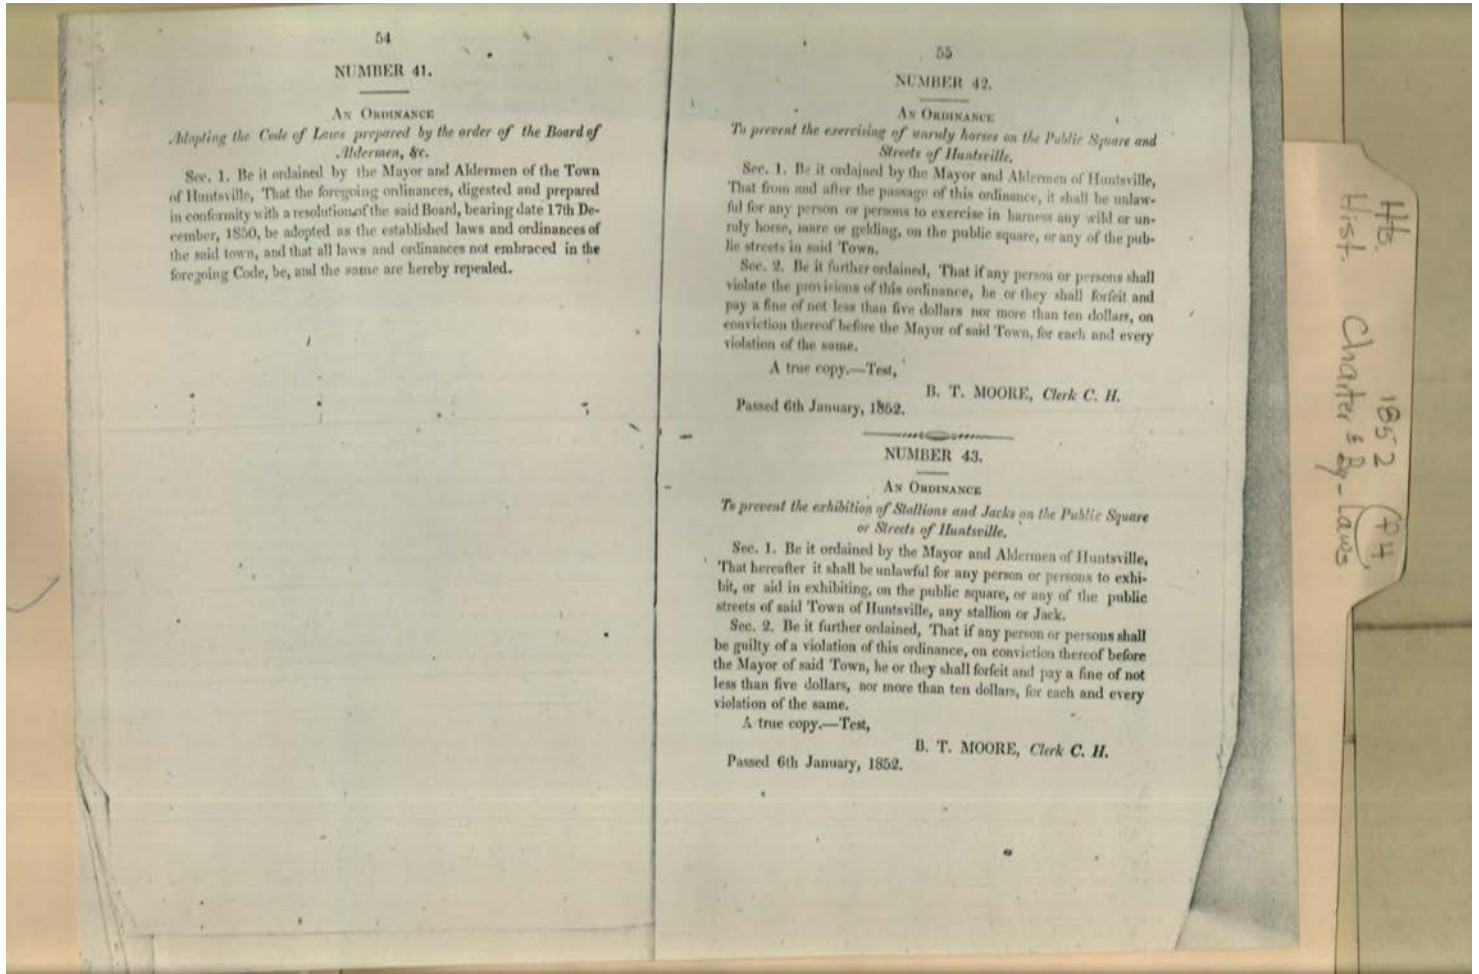 54
NUMBER 41.
AN ORDINANCE
Adopting the Code of Laws prepared by the order of the Board of
Aldermen, &c.
Sec. 1. Be it ordained by the Mayor and Aldermen of the Town
of Huntsville, That the foregoing ordinances, digested and prepared
in conformity with a resolution of the said Board, bearing date 17th De-
cember, 1850, be adopted as the established laws and ordinances of
the said town, and that all laws and ordinances not embraced in the
foregoing Code, be, and the same are hereby repealed.
55
NUMBER 42.
AN ORDINANCE
To prevent the exercising of unruly horses on the Public Square and
Streets of Huntsville.
Sec. 1. Be it ordained by the Mayor and Aldermen of Huntsville,
That from and after the passage of this ordinance, it shall be unlaw-
ful for any person or persons to exercise in harness any wild or un-
ruly horse, mare or gelding, on the public square, or any of the pub-
lic streets in said Town.
Sec. 2. Be it further ordained, That if any person or persons shall
violate the provisions of this ordinance, he or they shall forfeit and
pay a fine of not less than five dollars nor more than ten dollars, on
conviction thereof before the Mayor of said Town, for each and every
violation of the same.
A true copy.—Test,
B. T. MOORE, Clerk C. H.
Passed 6th January, 1852.
NUMBER 43.
AN ORDINANCE
To prevent the exhibition of Stallions and Jacks on the Public Square
or Streets of Huntsville.
Sec. 1. Be it ordained by the Mayor and Aldermen of Huntsville,
That hereafter it shall be unlawful for any person or persons to exhi-
bit, or aid in exhibiting, on the public square, or any of the public
streets of said Town of Huntsville, any stallion or Jack.
Sec. 2. Be it further ordained, That if any person or persons shall
be guilty of a violation of this ordinance, on conviction thereof before
the Mayor of said Town, he or they shall forfeit and pay a fine of not
less than five dollars, nor more than ten dollars, for each and every
violation of the same.
A true copy.—Test,
B. T. MOORE, Clerk C. H.
Passed 6th January, 1852.
1852
Hist. Charter & By-Laws